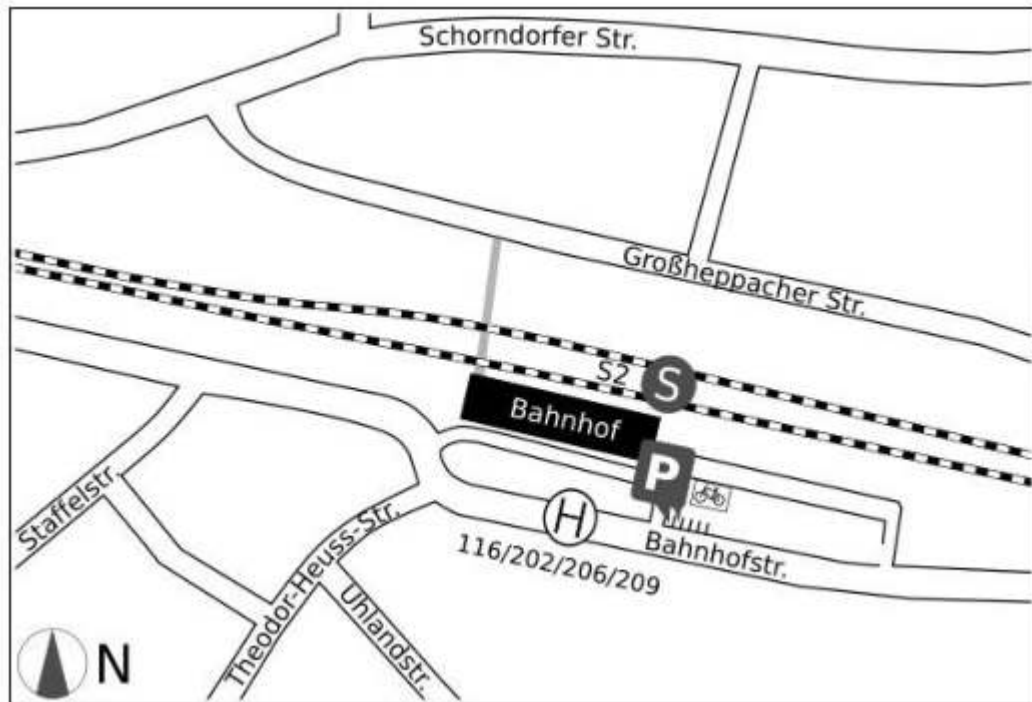 Schorndorfer Str.
Großheppacher Str.
S2
S
Bahnhof
P
H
Bahnhofstr.
116/202/206/209
Staffelstr.
Theodor-Heuss-Str.
Uhlandstr.
N